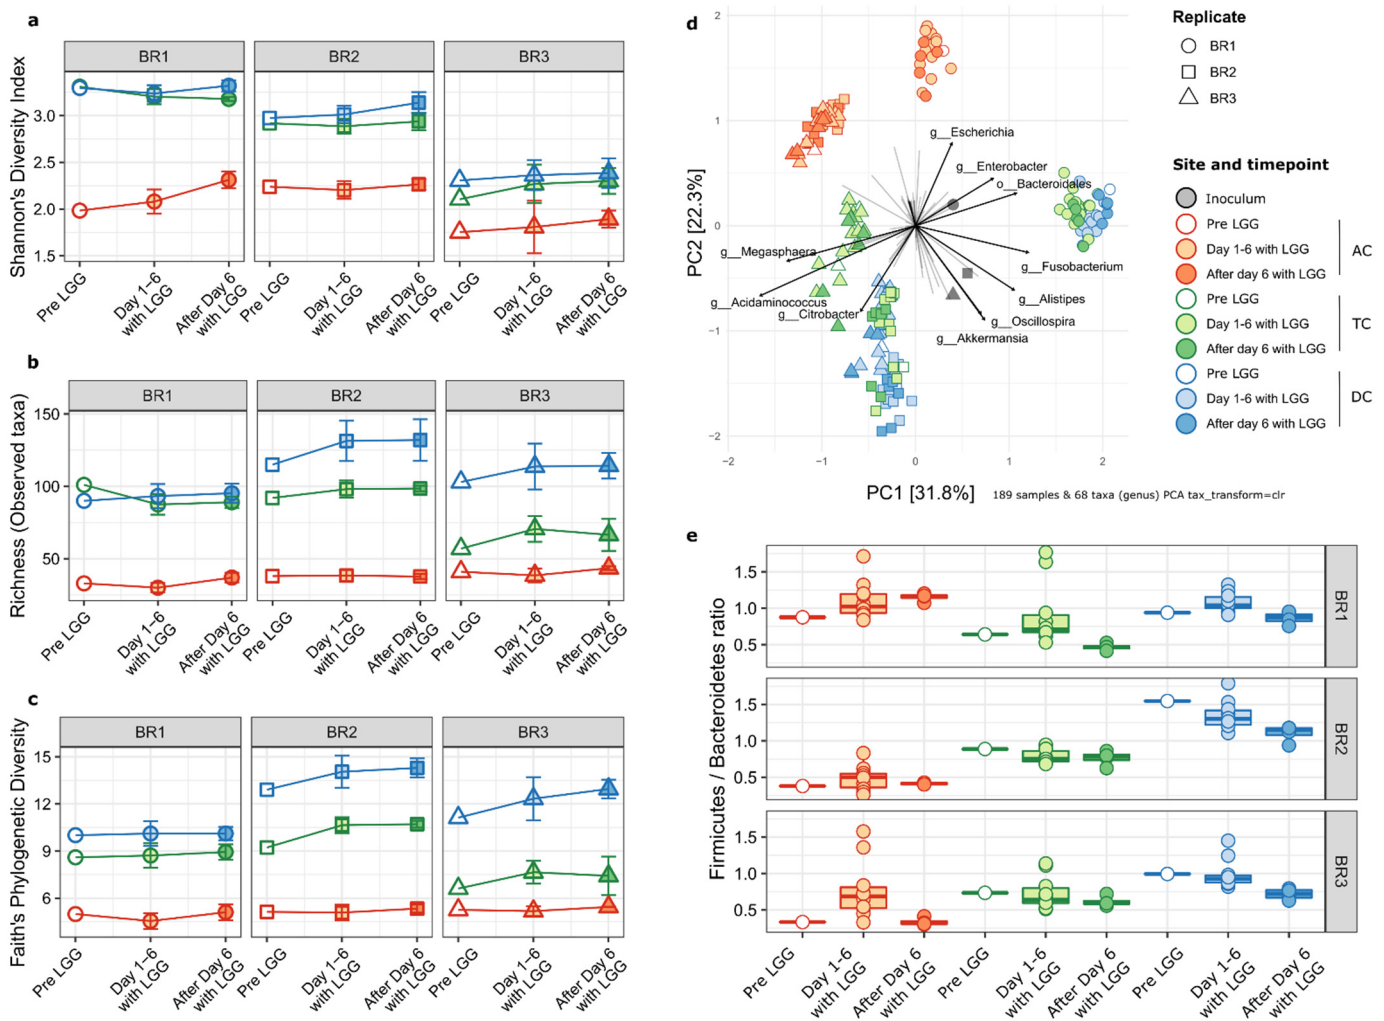 a
BR1 BR2 BR3
Shannon's Diversity Index
3.0
2.5
2.0
1.5
Pre LGG
Day 1-6
with LGG
After Day 6
with LGG
Pre LGG
Day 1-6
with LGG
After Day 6
with LGG
Pre LGG
Day 1-6
with LGG
After Day 6
with LGG
b
BR1 BR2 BR3
Richness (Observed taxa)
150
100
50
Pre LGG
Day 1-6
with LGG
After Day 6
with LGG
Pre LGG
Day 1-6
with LGG
After Day 6
with LGG
Pre LGG
Day 1-6
with LGG
After Day 6
with LGG
c
BR1 BR2 BR3
Faith's Phylogenetic Diversity
15
12
9
6
Pre LGG
Day 1-6
with LGG
After Day 6
with LGG
Pre LGG
Day 1-6
with LGG
After Day 6
with LGG
Pre LGG
Day 1-6
with LGG
After Day 6
with LGG
d
PC2 [22.3%]
2
1
0
−1
−2
g__Escherichia
g__Enterobacter
o__Bacteroidales
g__Megasphaera
g__Fusobacterium
g__Acidaminococcus
g__Citrobacter
g__Alistipes
g__Oscillospira
g__Akkermansia
−2 −1 0 1 2
PC1 [31.8%]
189 samples & 68 taxa (genus) PCA tax_transform=clr
Replicate
BR1
BR2
BR3
Site and timepoint
Inoculum
Pre LGG
Day 1-6 with LGG AC
After day 6 with LGG
Pre LGG
Day 1-6 with LGG TC
After day 6 with LGG
Pre LGG
Day 1-6 with LGG DC
After day 6 with LGG
e
Firmicutes / Bacteroidetes ratio
1.5
1.0
0.5
BR1
1.5
1.0
0.5
BR2
1.5
1.0
0.5
BR3
Pre LGG
Day 1-6
with LGG
After Day 6
with LGG
Pre LGG
Day 1-6
with LGG
After Day 6
with LGG
Pre LGG
Day 1-6
with LGG
After Day 6
with LGG